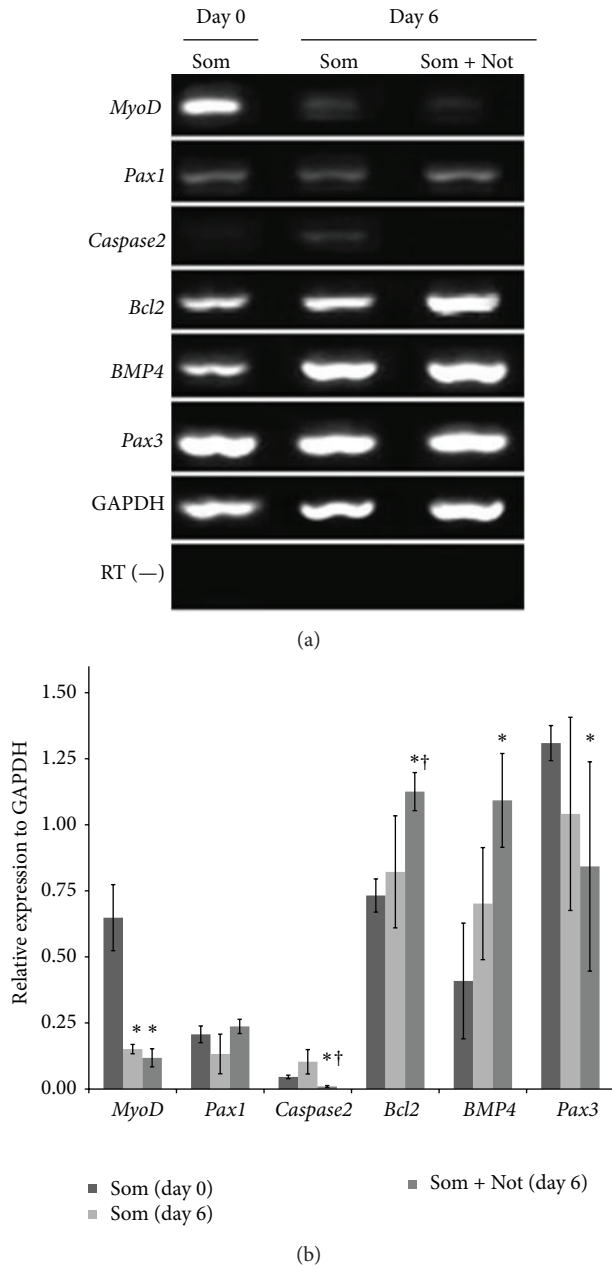 Day 0 Day 6
Som Som Som + Not
MyoD
Pax1
Caspase2
Bcl2
BMP4
Pax3
GAPDH
RT (—)
(a)
Relative expression to GAPDH
1.50
1.25
1.00
0.75
0.50
0.25
0.00
* *
*†
*†
*
*
MyoD Pax1 Caspase2 Bcl2 BMP4 Pax3
Som (day 0)
Som (day 6)
Som + Not (day 6)
(b)